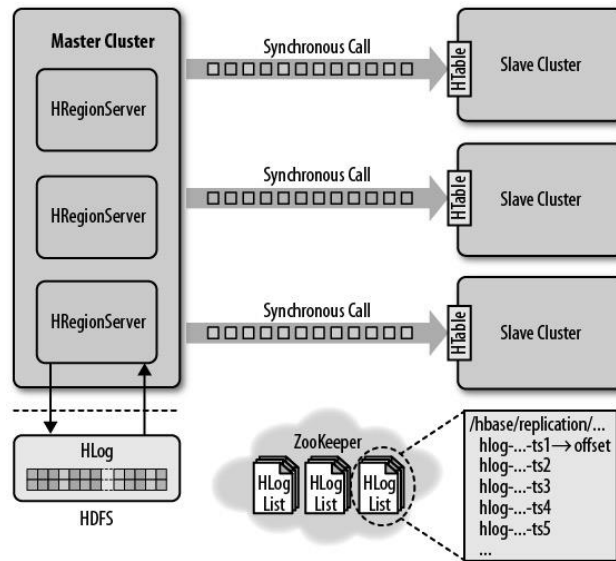 Master Cluster
HRegionServer
HRegionServer
HRegionServer
Synchronous Call
HTable
Slave Cluster
Synchronous Call
HTable
Slave Cluster
Synchronous Call
HTable
Slave Cluster
HLog
HDFS
ZooKeeper
HLog
List
HLog
List
HLog
List
/hbase/replication/...
hlog-...-ts1→offset
hlog-...-ts2
hlog-...-ts3
hlog-...-ts4
hlog-...-ts5
...